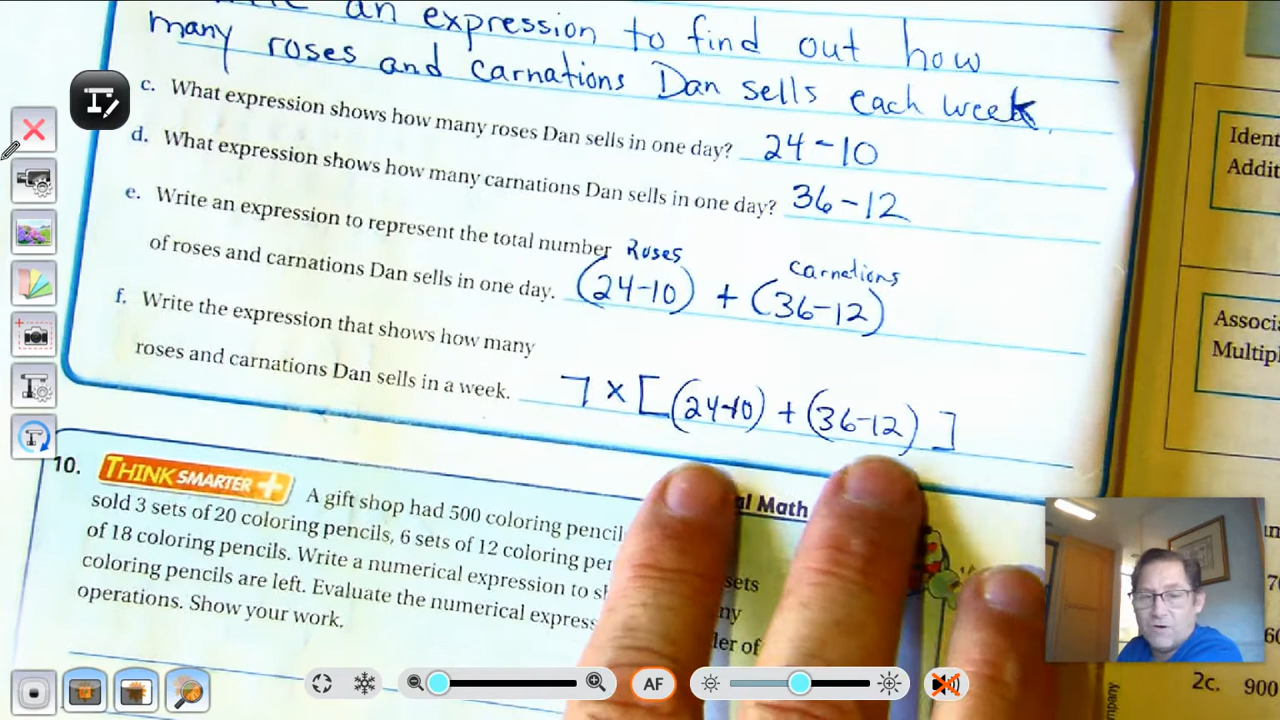 an expression to find out how
many roses and carnations Dan sells each week.
c. What expression shows how many roses Dan sells in one day? 24-10
d. What expression shows how many carnations Dan sells in one day? 36-12
e. Write an expression to represent the total number
Roses
carnations
of roses and carnations Dan sells in one day. (24-10) + (36-12)
f. Write the expression that shows how many
roses and carnations Dan sells in a week. 7 × [(24-10) + (36-12)]
10. THINK SMARTER + A gift shop had 500 coloring pencil
sold 3 sets of 20 coloring pencils, 6 sets of 12 coloring pen
sets
of 18 coloring pencils. Write a numerical expression to sh
ny
coloring pencils are left. Evaluate the numerical express
der of
operations. Show your work.
al Math
Ident
Addit
Associ
Multipl
2c. 900
mpany
AF